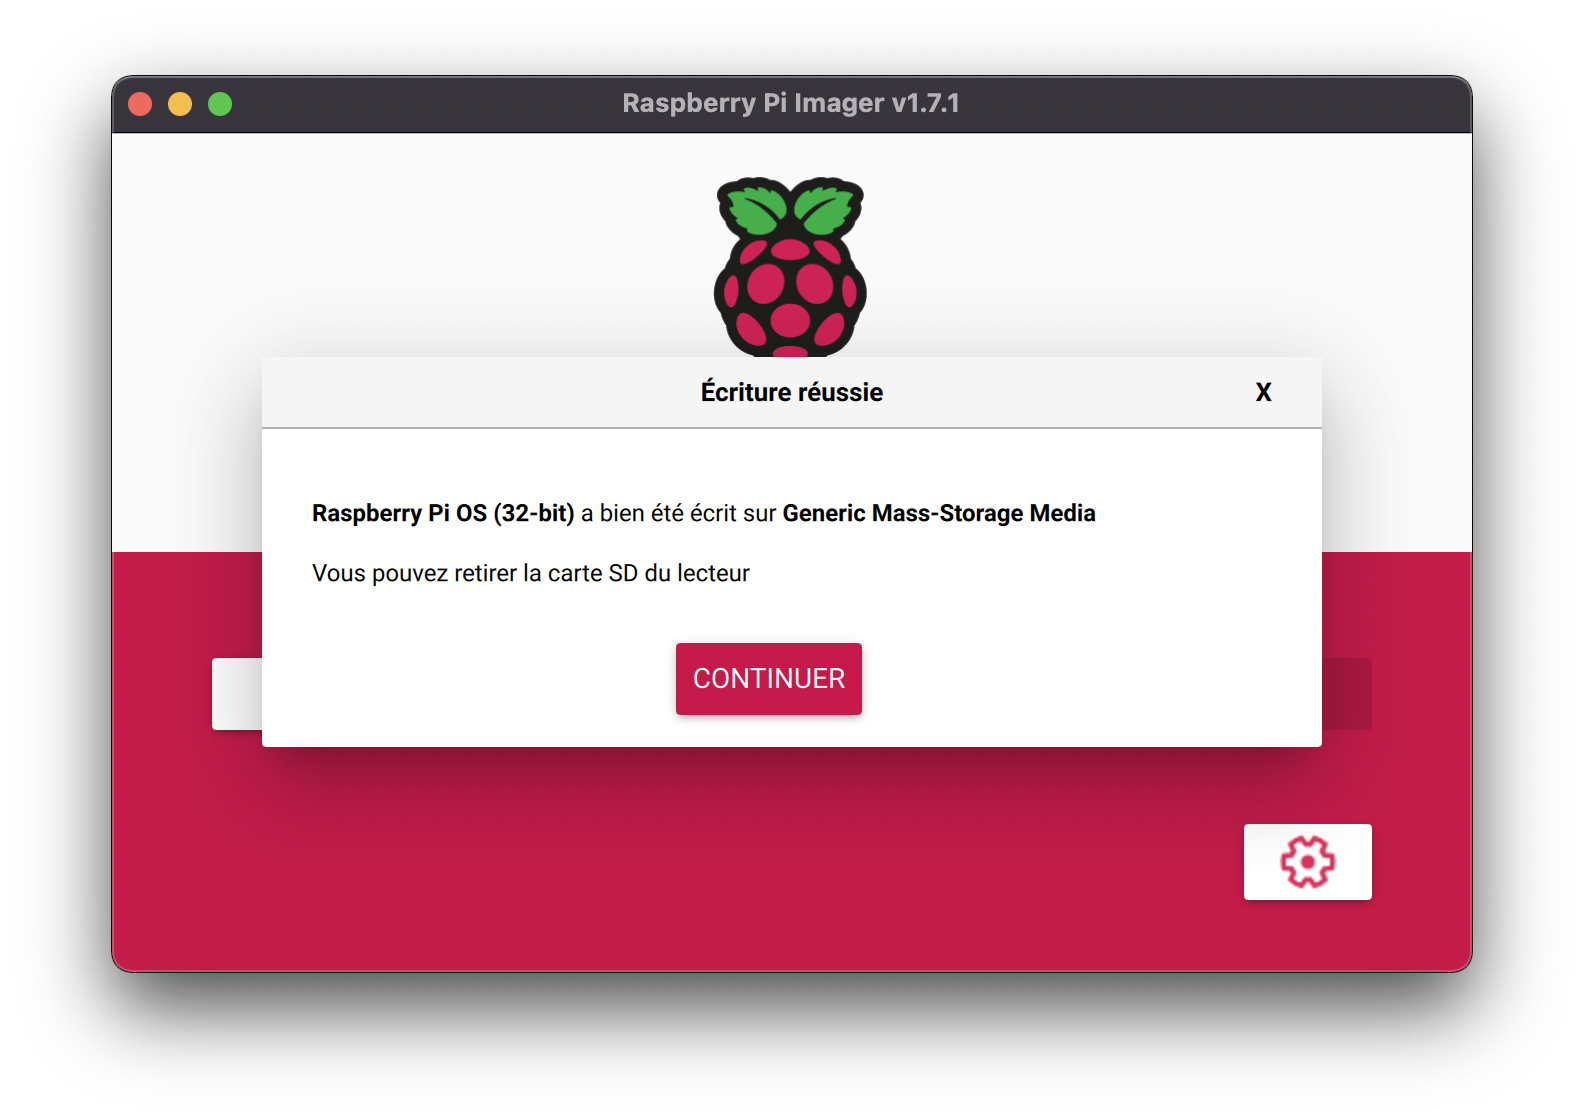 Raspberry Pi Imager v1.7.1
Écriture réussie
X
Raspberry Pi OS (32-bit) a bien été écrit sur Generic Mass-Storage Media
Vous pouvez retirer la carte SD du lecteur
CONTINUER